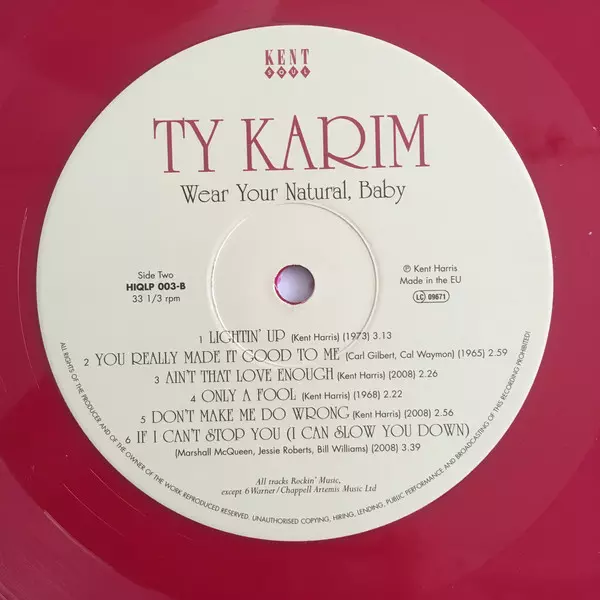 KENT
SOUL
TY KARIM
Wear Your Natural, Baby
Side Two
HIQLP 003-B
33 1/3 rpm
℗ Kent Harris
Made in the EU
LC 09671
1 LIGHTIN' UP (Kent Harris) (1973) 3.13
2 YOU REALLY MADE IT GOOD TO ME (Carl Gilbert, Cal Waymon) (1965) 2.59
3 AIN'T THAT LOVE ENOUGH (Kent Harris) (2008) 2.26
4 ONLY A FOOL (Kent Harris) (1968) 2.22
5 DON'T MAKE ME DO WRONG (Kent Harris) (2008) 2.56
6 IF I CAN'T STOP YOU (I CAN SLOW YOU DOWN)
(Marshall McQueen, Jessie Roberts, Bill Williams) (2008) 3.39
All tracks Rockin' Music,
except 6 Warner/Chappell Artemis Music Ltd
ALL RIGHTS OF THE PRODUCER AND OF THE OWNER OF THE WORK REPRODUCED RESERVED. UNAUTHORISED COPYING, HIRING, LENDING, PUBLIC PERFORMANCE AND BROADCASTING OF THIS RECORDING PROHIBITED!